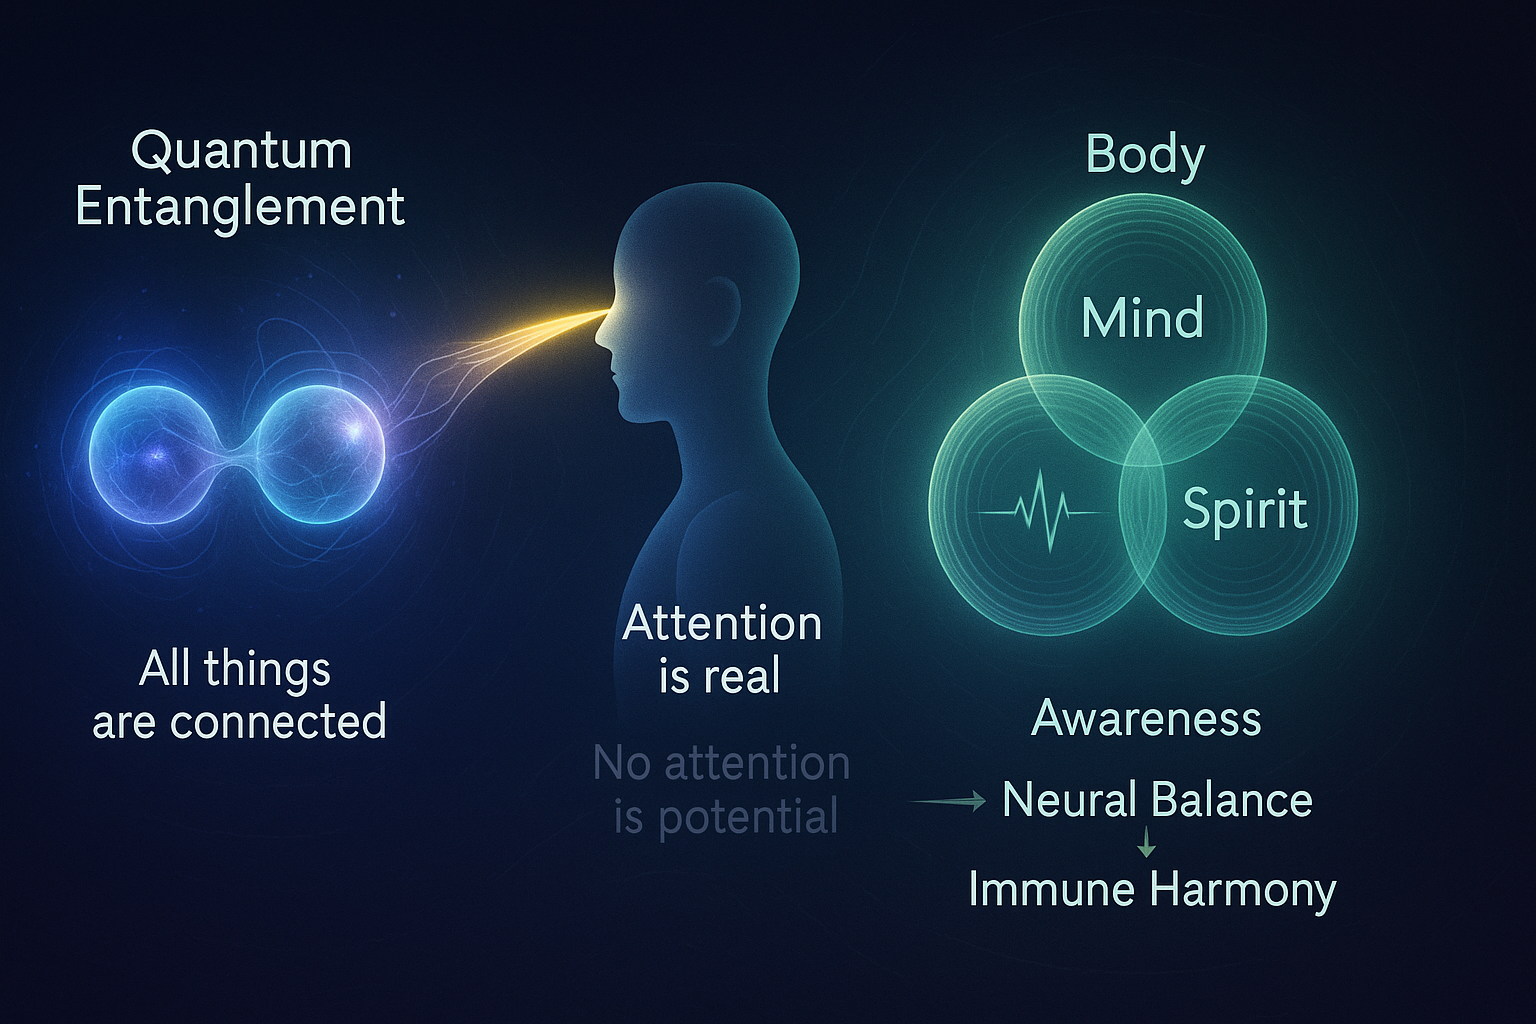 Quantum
Entanglement
All things
are connected
Attention
is real
No attention
is potential
Body
Mind
Spirit
Awareness
Neural Balance
Immune Harmony